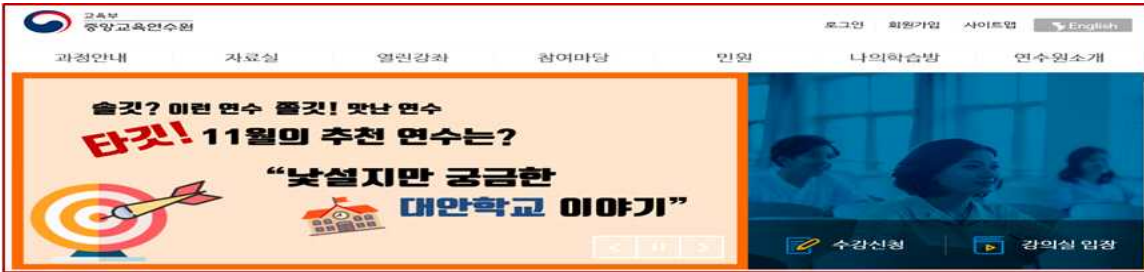 교육부
중앙교육연수원
로그인 회원가입 사이트맵 English
과정안내 자료실 열린강좌 참여마당 민원 나의학습방 연수원소개
솔깃? 이런 연수 쫄깃! 맛난 연수
타깃! 11월의 추천 연수는?
“낯설지만 궁금한
대안학교 이야기”
수강신청 강의실 입장